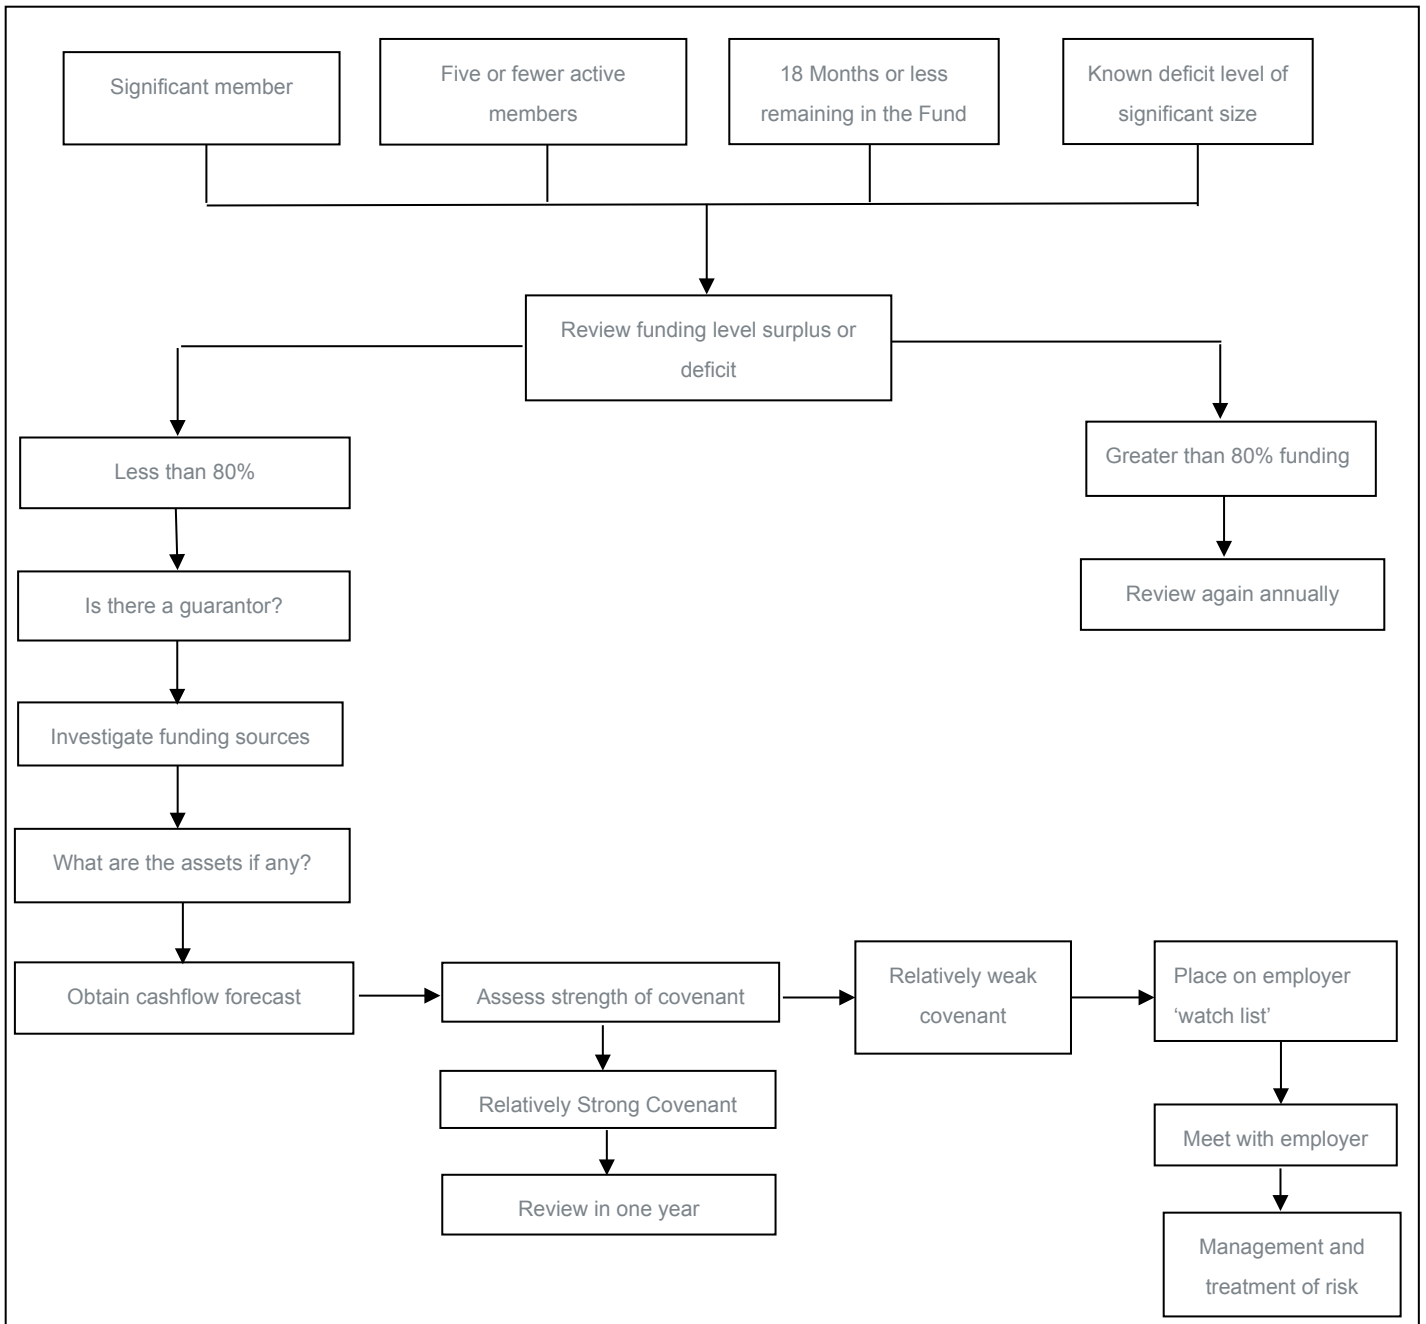 Significant member
Five or fewer active
members
18 Months or less
remaining in the Fund
Known deficit level of
significant size
Review funding level surplus or
deficit
Less than 80%
Greater than 80% funding
Is there a guarantor?
Review again annually
Investigate funding sources
What are the assets if any?
Obtain cashflow forecast
Assess strength of covenant
Relatively weak
covenant
Place on employer
‘watch list’
Relatively Strong Covenant
Meet with employer
Review in one year
Management and
treatment of risk